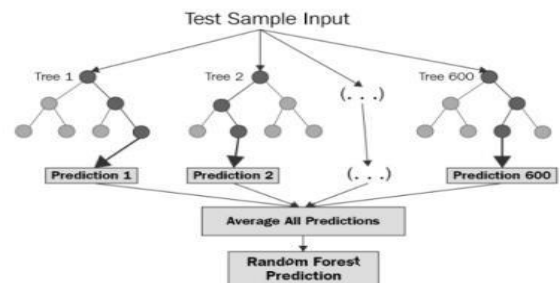 Test Sample Input
Tree 1
Tree 2
Tree 600
(. . .)
(. . .)
Prediction 1
Prediction 2
Prediction 600
Average All Predictions
Random Forest
Prediction